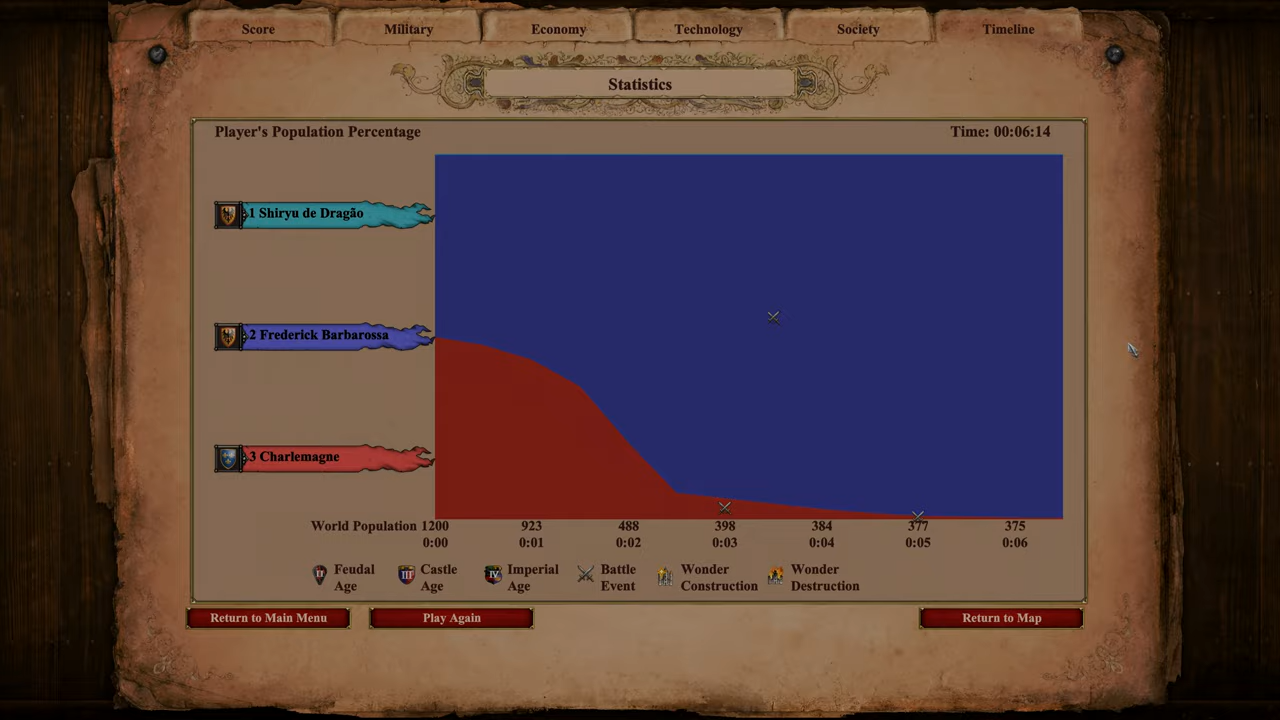 Score Military Economy Technology Society Timeline
Statistics
Player's Population Percentage
Time: 00:06:14
1 Shiryu de Dragão
2 Frederick Barbarossa
3 Charlemagne
World Population 1200 923 488 398 384 377 375
0:00 0:01 0:02 0:03 0:04 0:05 0:06
II Feudal
Age
III Castle
Age
IV Imperial
Age
Battle
Event
Wonder
Construction
Wonder
Destruction
Return to Main Menu
Play Again
Return to Map